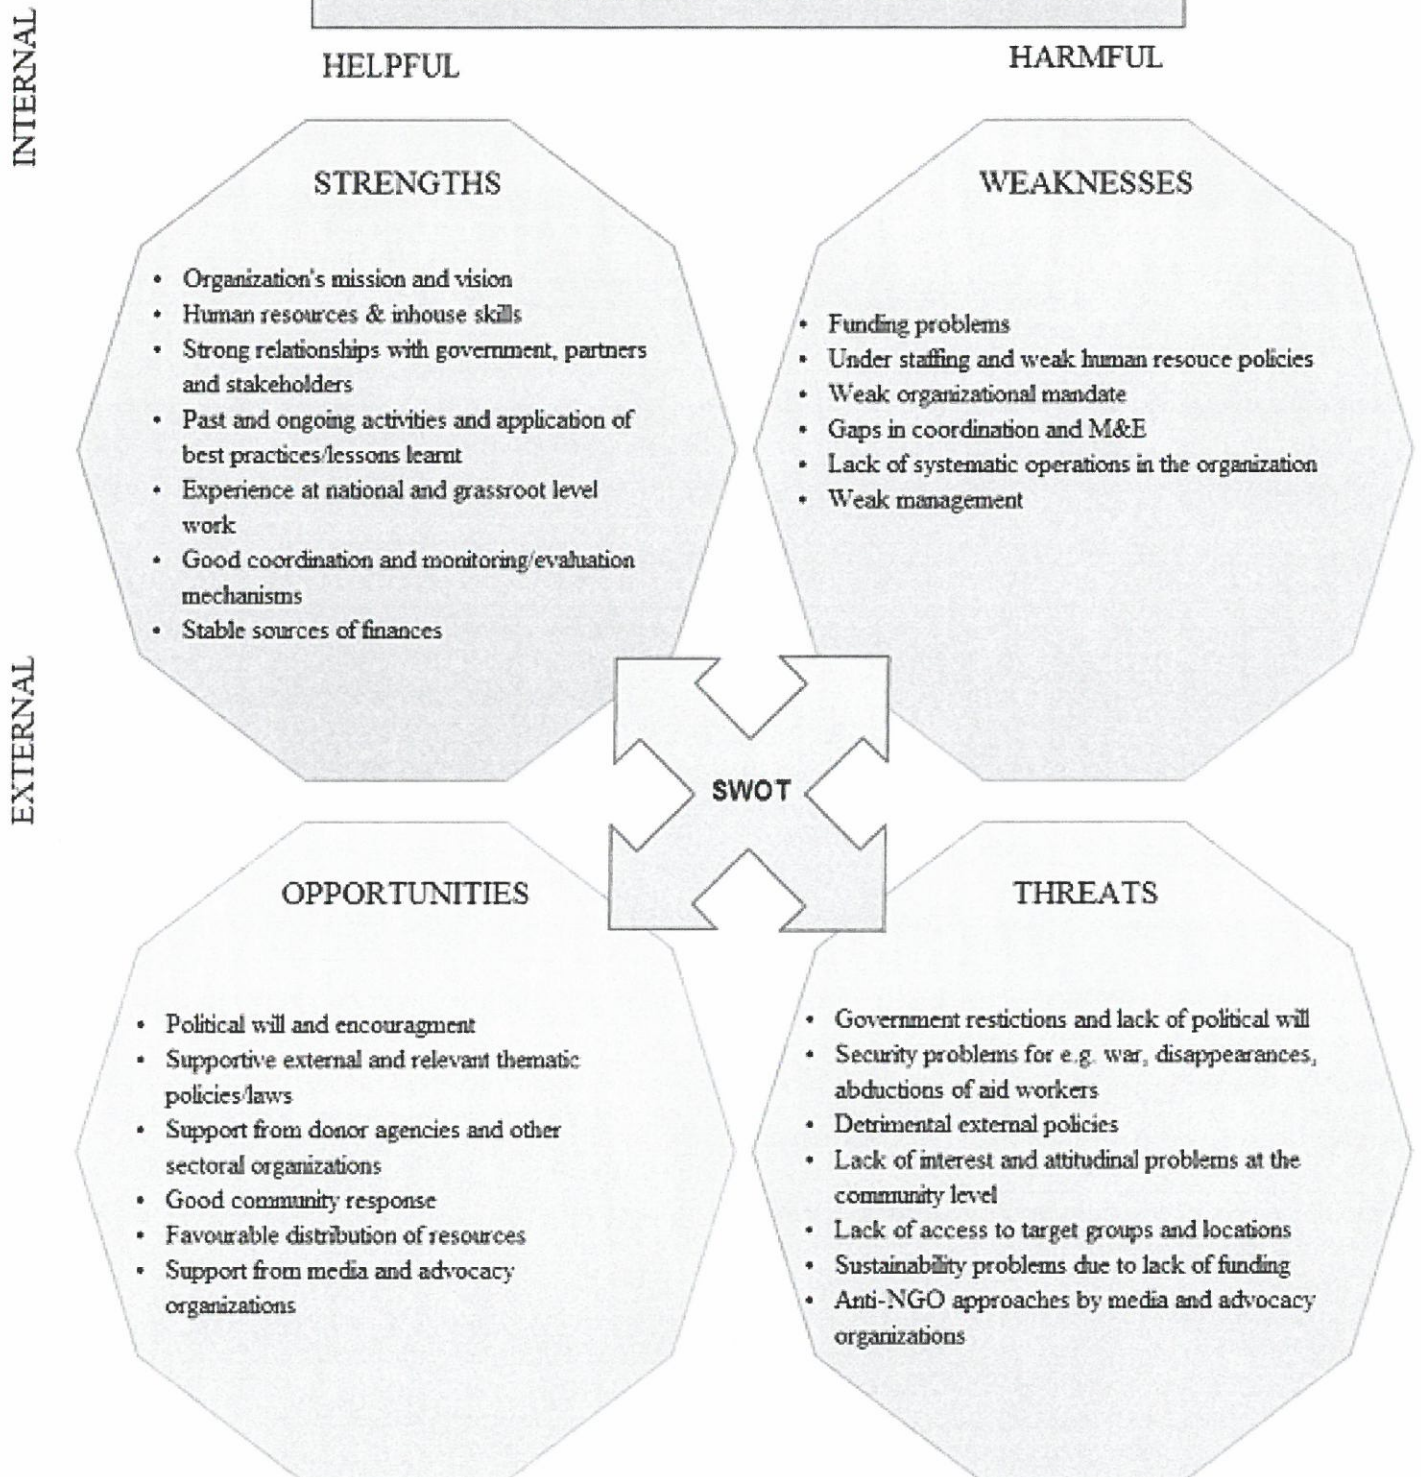 INTERNAL
HELPFUL
HARMFUL
STRENGTHS
• Organization's mission and vision
• Human resources & inhouse skills
• Strong relationships with government, partners
and stakeholders
• Past and ongoing activities and application of
best practices/lessons learnt
• Experience at national and grassroot level
work
• Good coordination and monitoring/evaluation
mechanisms
• Stable sources of finances
WEAKNESSES
• Funding problems
• Under staffing and weak human resouce policies
• Weak organizational mandate
• Gaps in coordination and M&E
• Lack of systematic operations in the organization
• Weak management
SWOT
EXTERNAL
OPPORTUNITIES
• Political will and encouragment
• Supportive external and relevant thematic
policies/laws
• Support from donor agencies and other
sectoral organizations
• Good community response
• Favourable distribution of resources
• Support from media and advocacy
organizations
THREATS
• Government restictions and lack of political will
• Security problems for e.g. war, disappearances,
abductions of aid workers
• Detrimental external policies
• Lack of interest and attitudinal problems at the
community level
• Lack of access to target groups and locations
• Sustainability problems due to lack of funding
• Anti-NGO approaches by media and advocacy
organizations